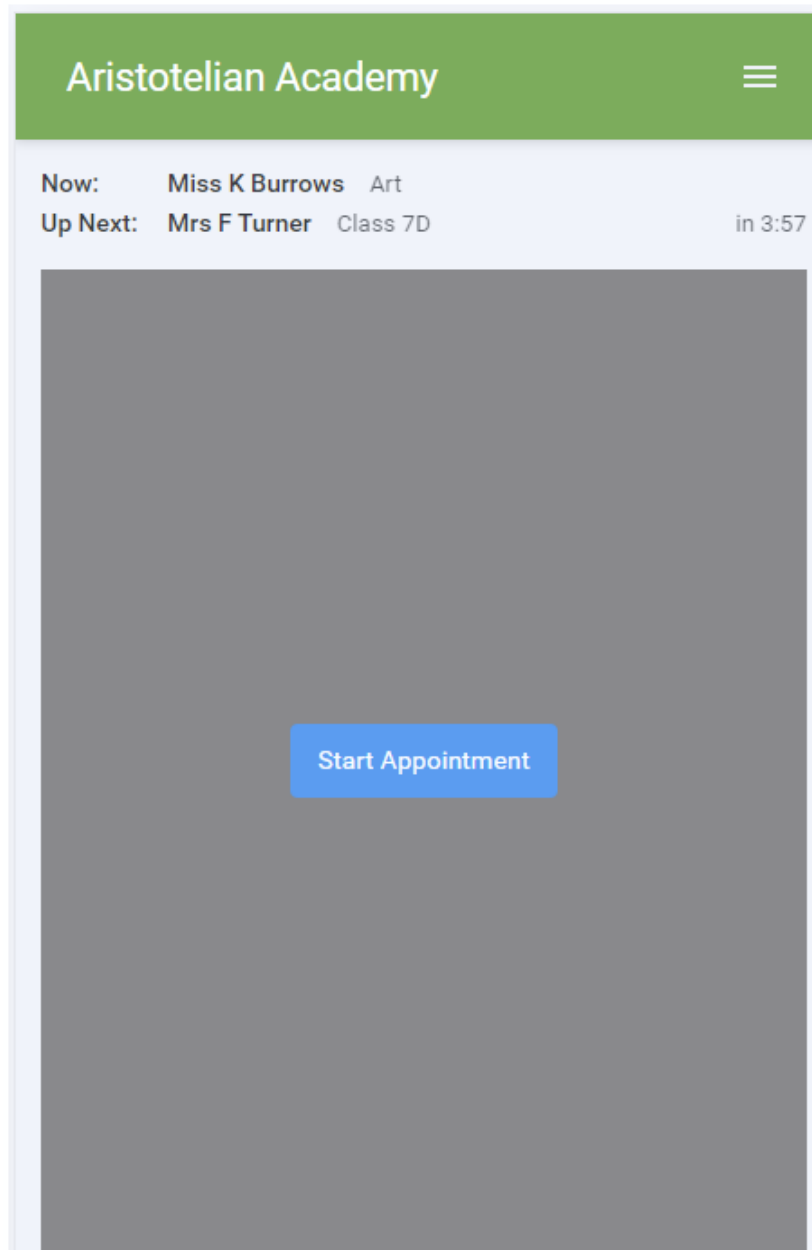 Aristotelian Academy
Now: Miss K Burrows Art
Up Next: Mrs F Turner Class 7D in 3:57
Start Appointment